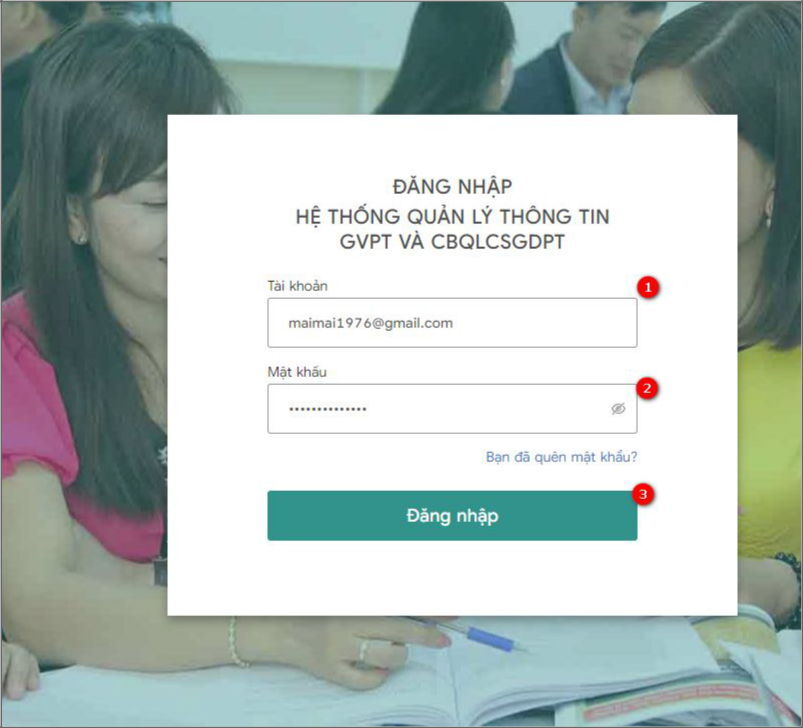 ĐĂNG NHẬP
HỆ THỐNG QUẢN LÝ THÔNG TIN
GVPT VÀ CBQLCSGDPT
Tài khoản
1
maimai1976@gmail.com
Mật khẩu
2
••••••••••••••
Bạn đã quên mật khẩu?
3
Đăng nhập